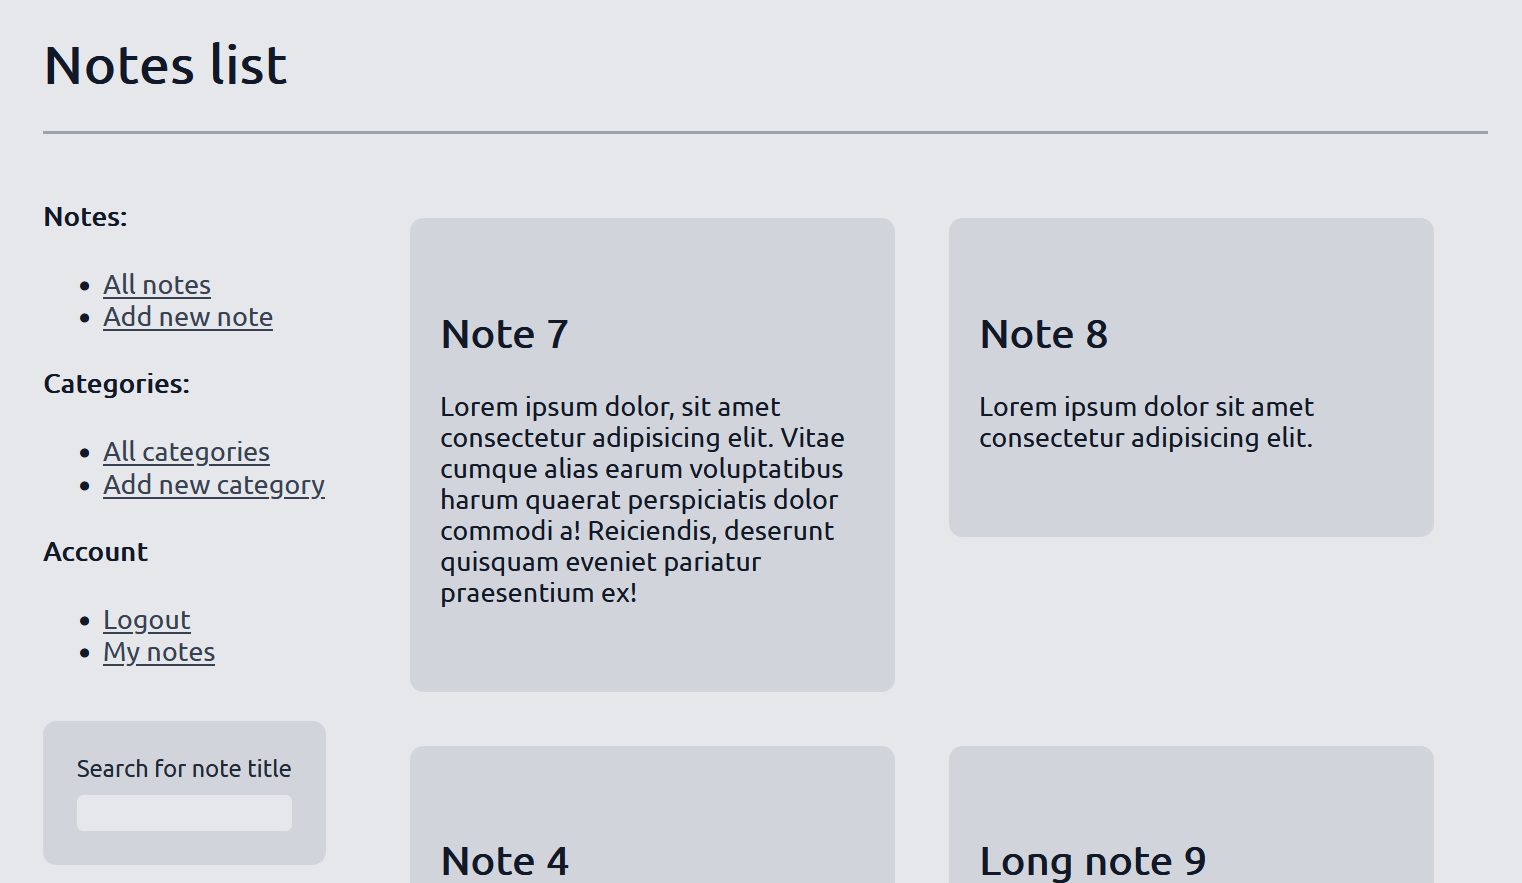 Notes list
Notes:
All notes
Add new note
Categories:
All categories
Add new category
Account
Logout
My notes
Search for note title
Note 7
Lorem ipsum dolor, sit amet
consectetur adipisicing elit. Vitae
cumque alias earum voluptatibus
harum quaerat perspiciatis dolor
commodi a! Reiciendis, deserunt
quisquam eveniet pariatur
praesentium ex!
Note 8
Lorem ipsum dolor sit amet
consectetur adipisicing elit.
Note 4
Long note 9